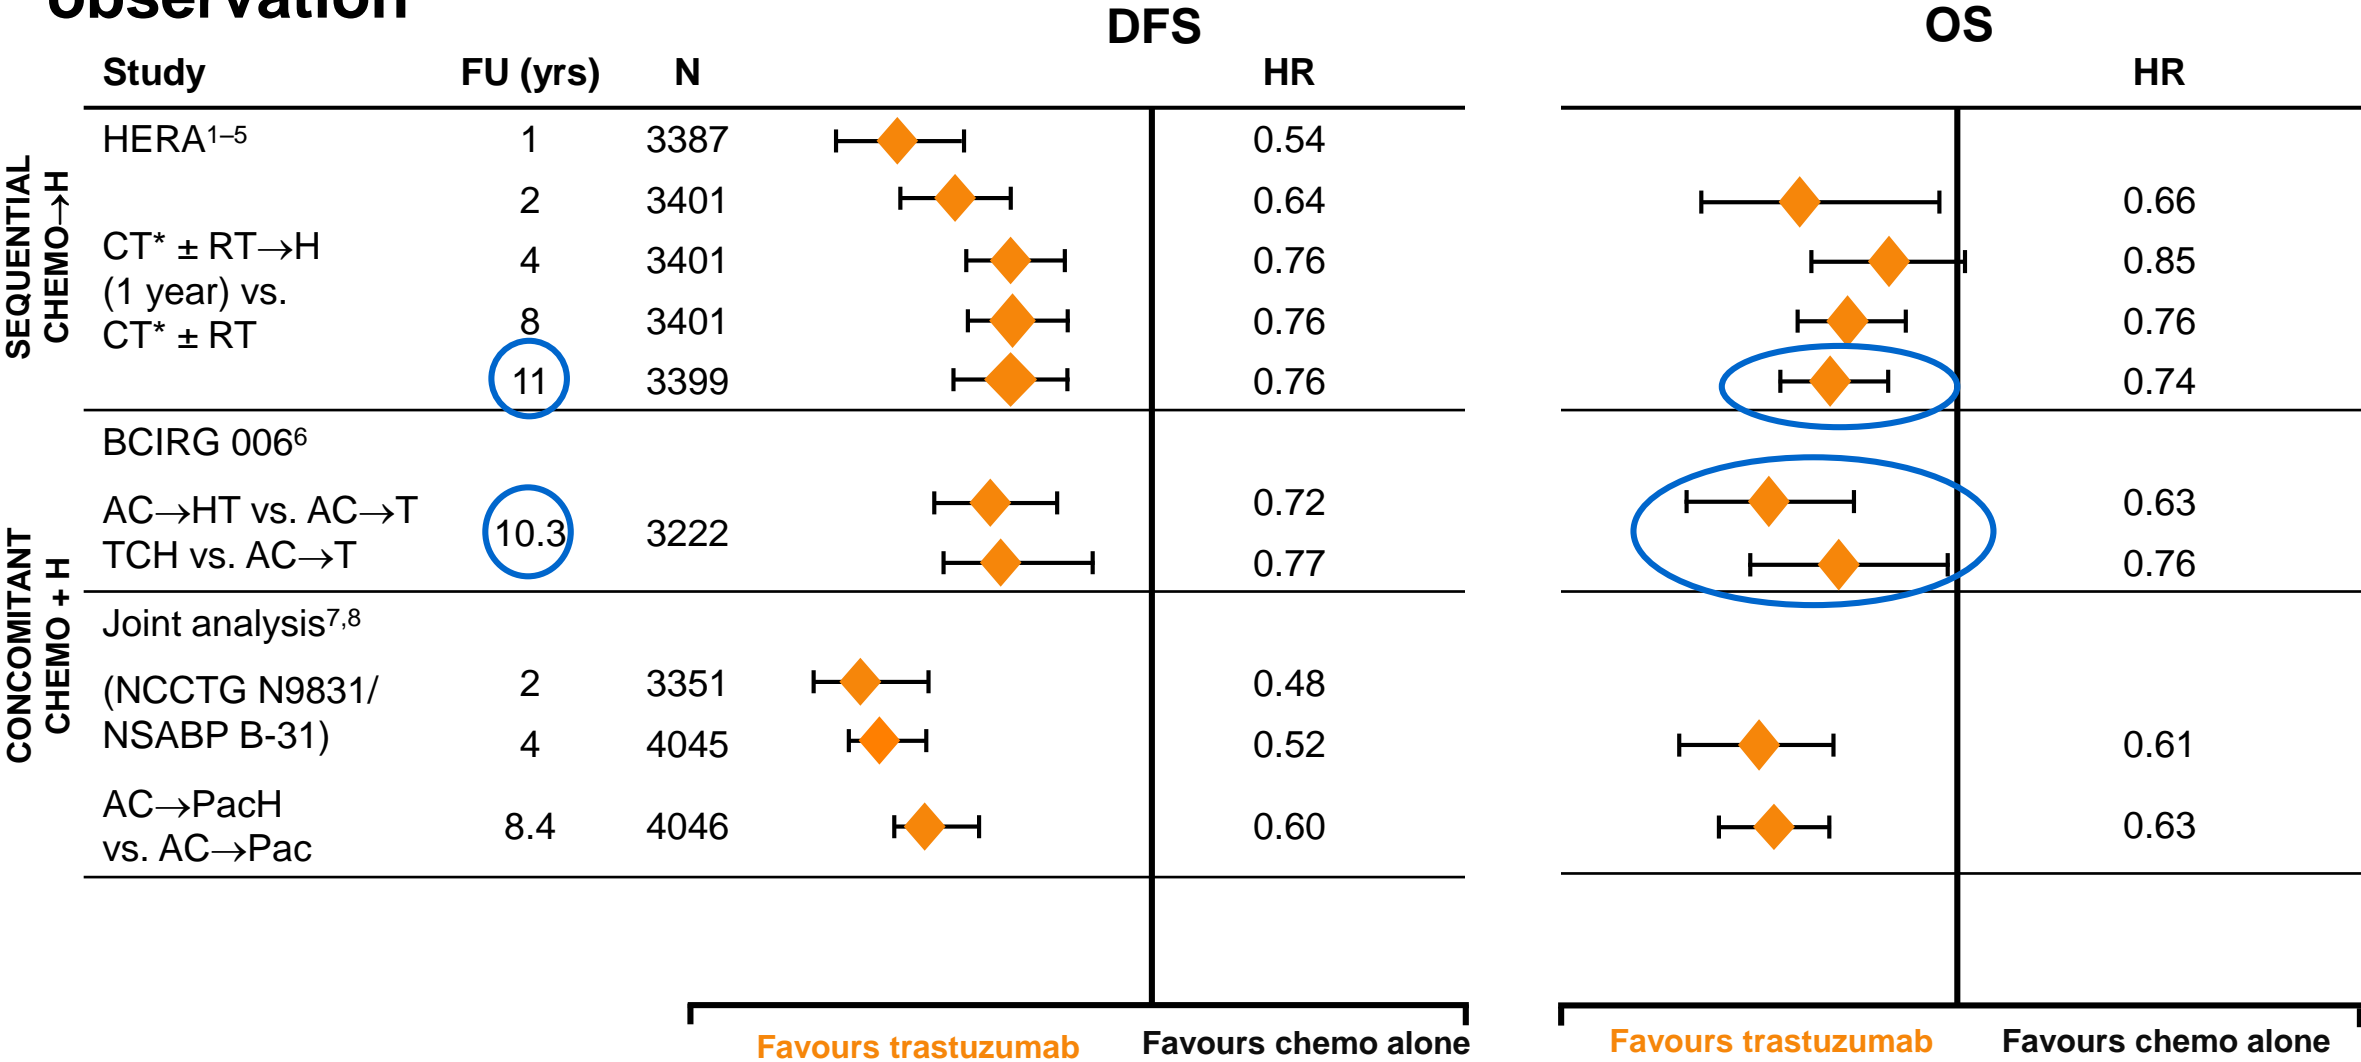 observation
DFS
OS
Study FU (yrs) N HR HR
SEQUENTIAL
CHEMO→H
HERA¹⁻⁵ 1 3387 0.54
2 3401 0.64 0.66
CT* ± RT→H
(1 year) vs.
CT* ± RT
4 3401 0.76 0.85
8 3401 0.76 0.76
11 3399 0.76 0.74
CONCOMITANT
CHEMO + H
BCIRG 006⁶
AC→HT vs. AC→T 0.72 0.63
10.3 3222
TCH vs. AC→T 0.77 0.76
Joint analysis⁷,⁸
(NCCTG N9831/
NSABP B-31)
2 3351 0.48
4 4045 0.52 0.61
AC→PacH
vs. AC→Pac
8.4 4046 0.60 0.63
Favours trastuzumab Favours chemo alone
Favours trastuzumab Favours chemo alone